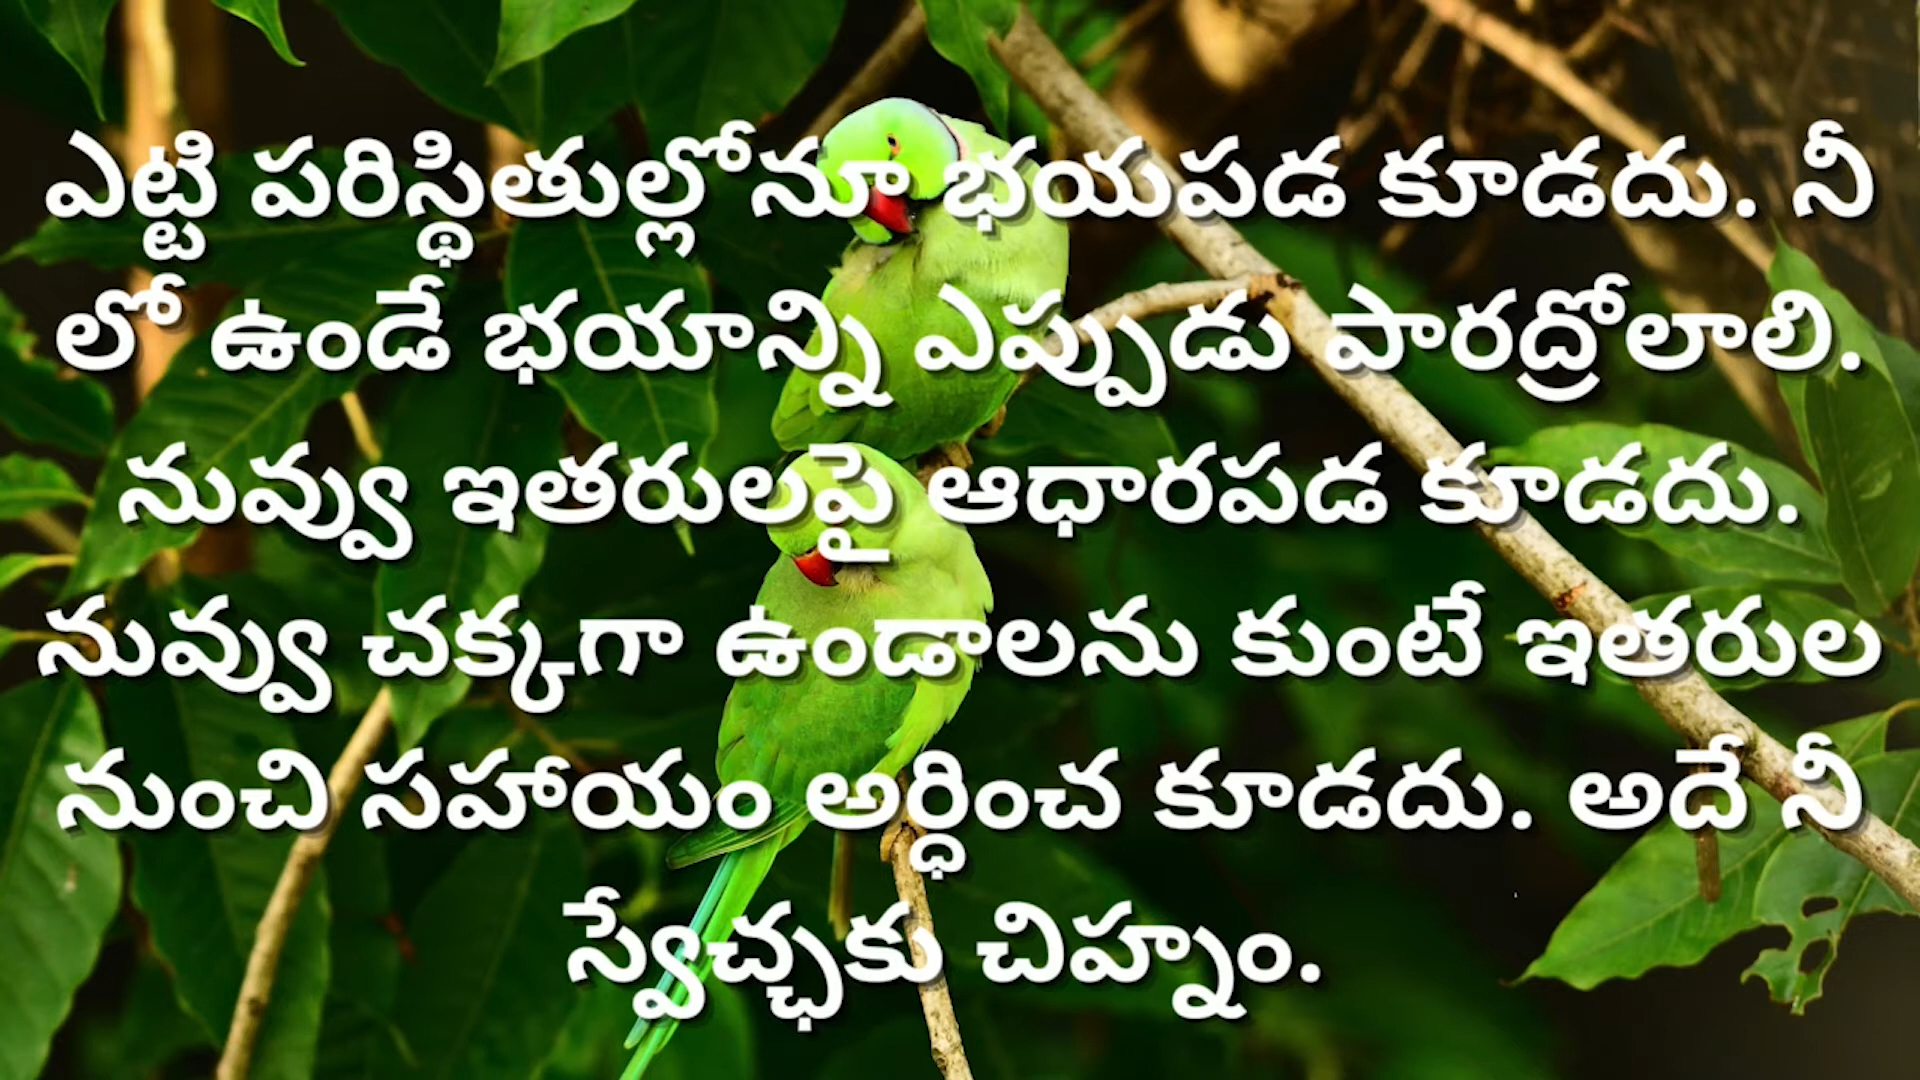 ఎట్టి పరిస్థితుల్లోనూ భయపడ కూడదు. నీ
లో ఉండే భయాన్ని ఎప్పుడు పారద్రోలాలి.
నువ్వు ఇతరులపై ఆధారపడ కూడదు.
నువ్వు చక్కగా ఉండాలను కుంటే ఇతరుల
నుంచి సహాయం అర్ధించ కూడదు. అదే నీ
స్వేచ్ఛకు చిహ్నం.